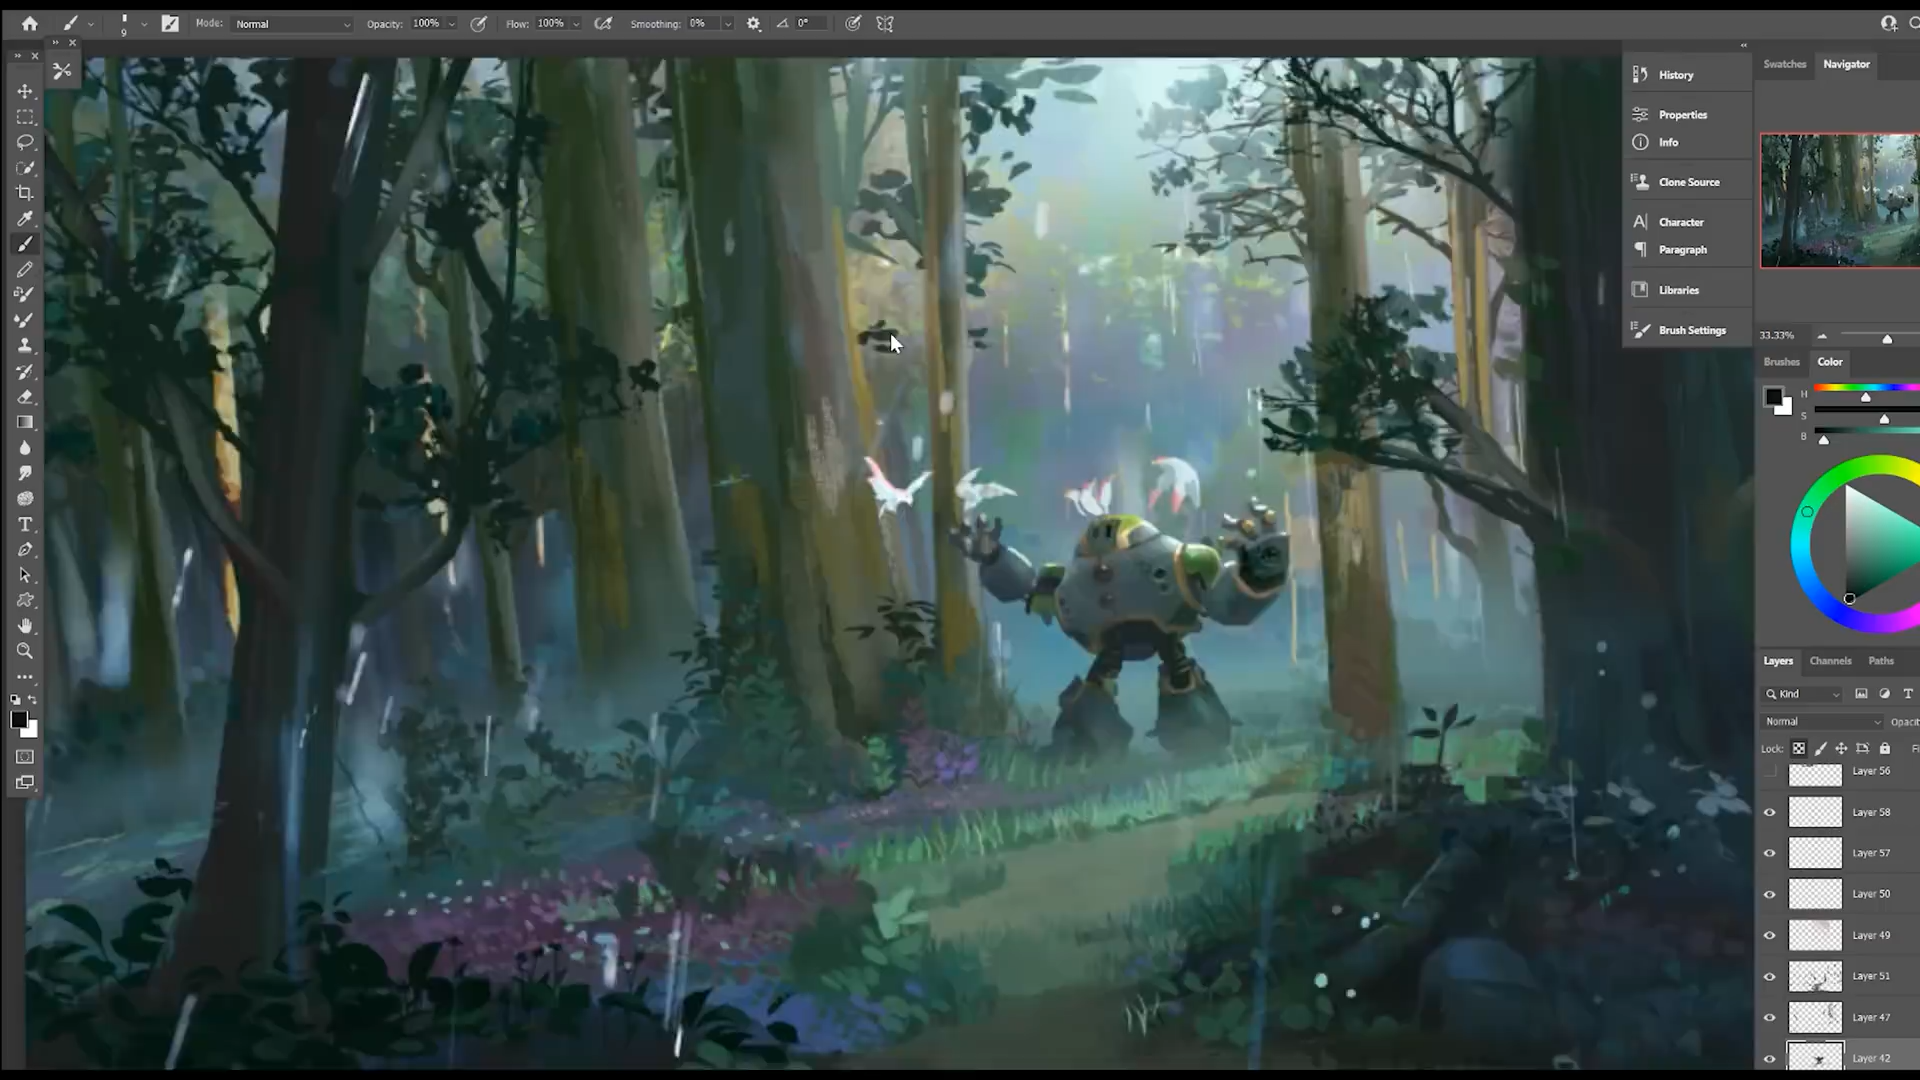 9
Mode: Normal
Opacity: 100%
Flow: 100%
Smoothing: 0%
0°
History
Properties
Info
Clone Source
Character
Paragraph
Libraries
Brush Settings
Swatches
Navigator
33.33%
Brushes
Color
H
S
B
Layers
Channels
Paths
Kind
Normal
Opac
Lock:
Layer 56
Layer 58
Layer 57
Layer 50
Layer 49
Layer 51
Layer 47
Layer 42